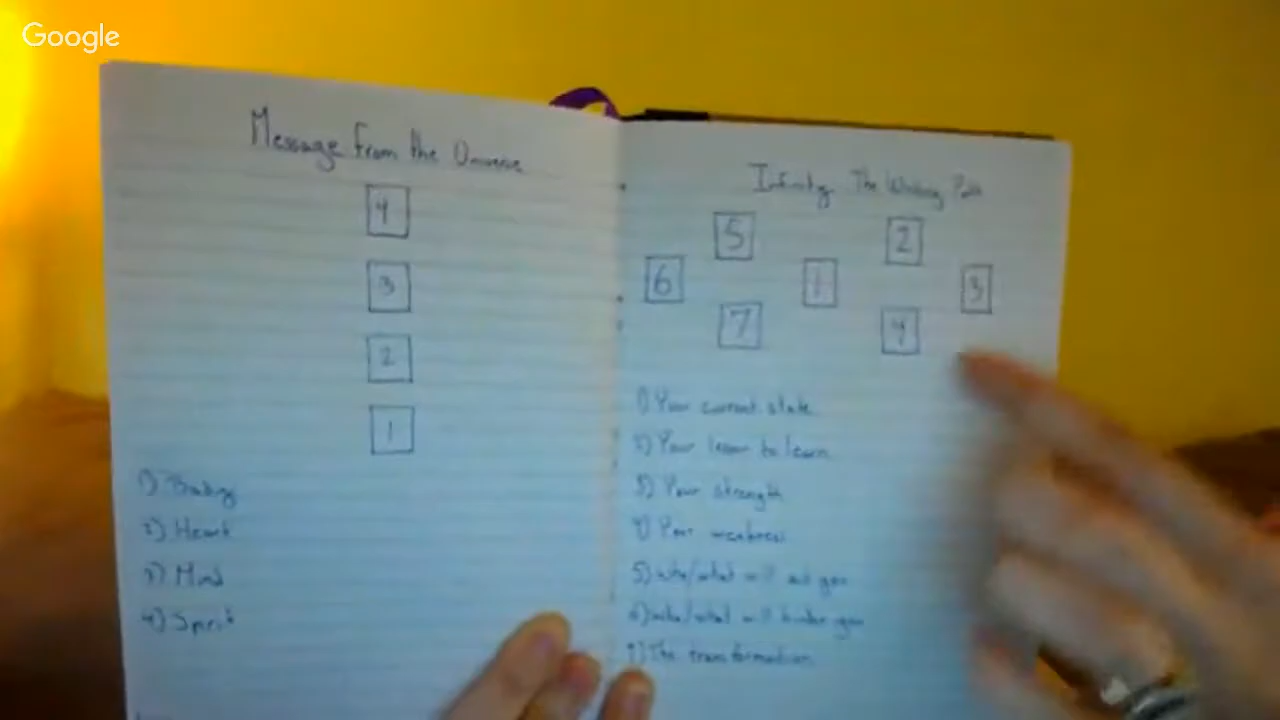 Google
Message from the Universe
4
3
2
1
1) Body
2) Heart
3) Mind
4) Spirit
Infinity: The Winding Path
5
2
6
1
3
7
4
1) Your current state
2) Your lesson to learn
3) Your strength
4) Your weakness
5) who/what will aid you
6) who/what will hinder you
7) The transformation